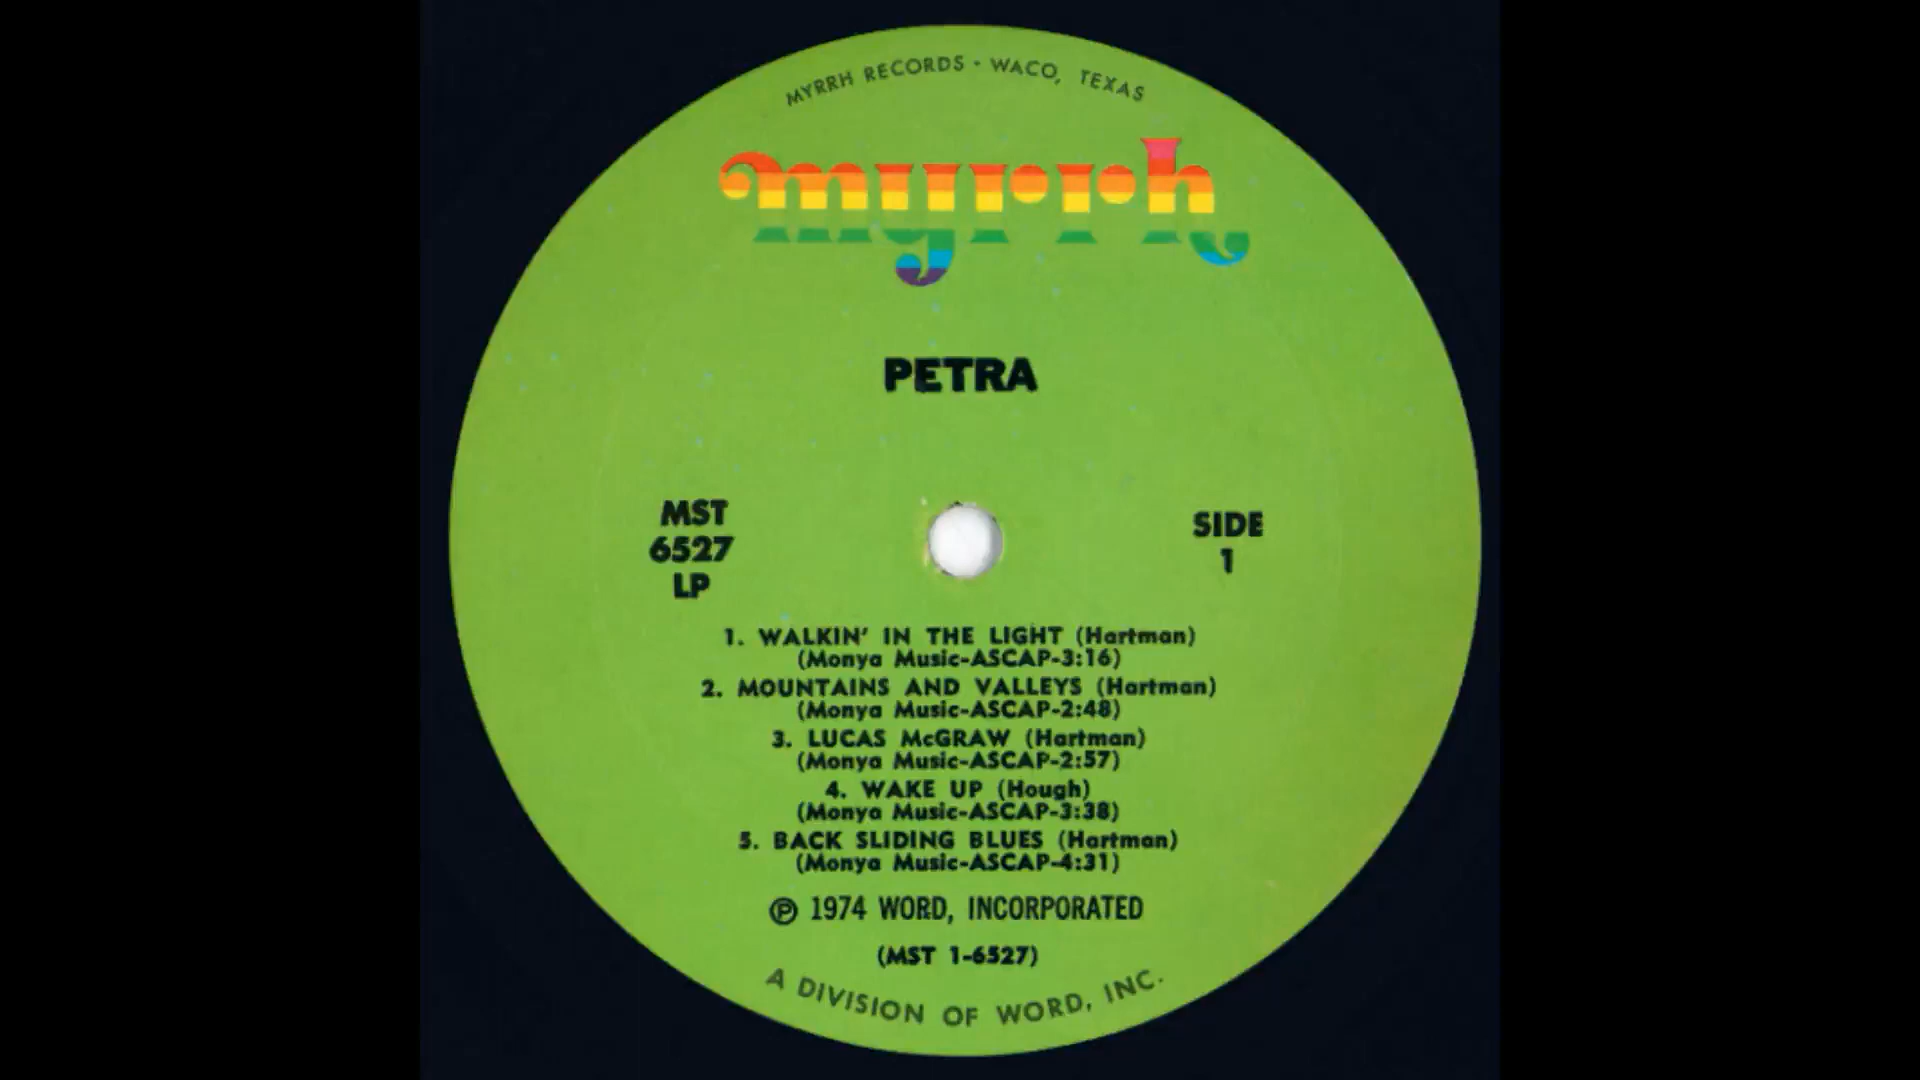 MYRRH RECORDS • WACO, TEXAS
myrrh
PETRA
MST
6527
LP
SIDE
1
1. WALKIN' IN THE LIGHT (Hartman)
(Monya Music-ASCAP-3:16)
2. MOUNTAINS AND VALLEYS (Hartman)
(Monya Music-ASCAP-2:48)
3. LUCAS McGRAW (Hartman)
(Monya Music-ASCAP-2:57)
4. WAKE UP (Hough)
(Monya Music-ASCAP-3:38)
5. BACK SLIDING BLUES (Hartman)
(Monya Music-ASCAP-4:31)
℗ 1974 WORD, INCORPORATED
(MST 1-6527)
A DIVISION OF WORD, INC.